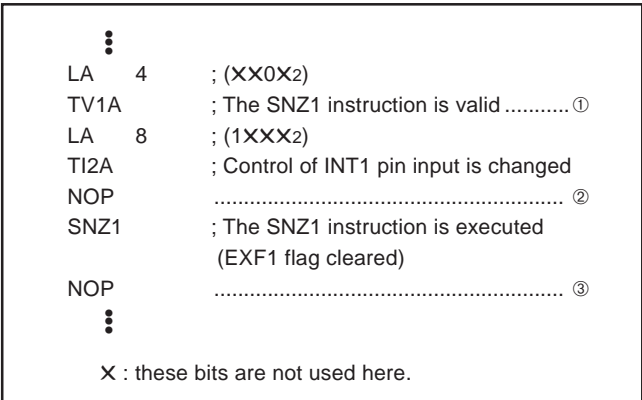 LA 4 ; (XX0X2)
TV1A ; The SNZ1 instruction is valid ........... ①
LA 8 ; (1XXX2)
TI2A ; Control of INT1 pin input is changed
NOP ........................................................ ②
SNZ1 ; The SNZ1 instruction is executed
(EXF1 flag cleared)
NOP ........................................................ ③
X : these bits are not used here.